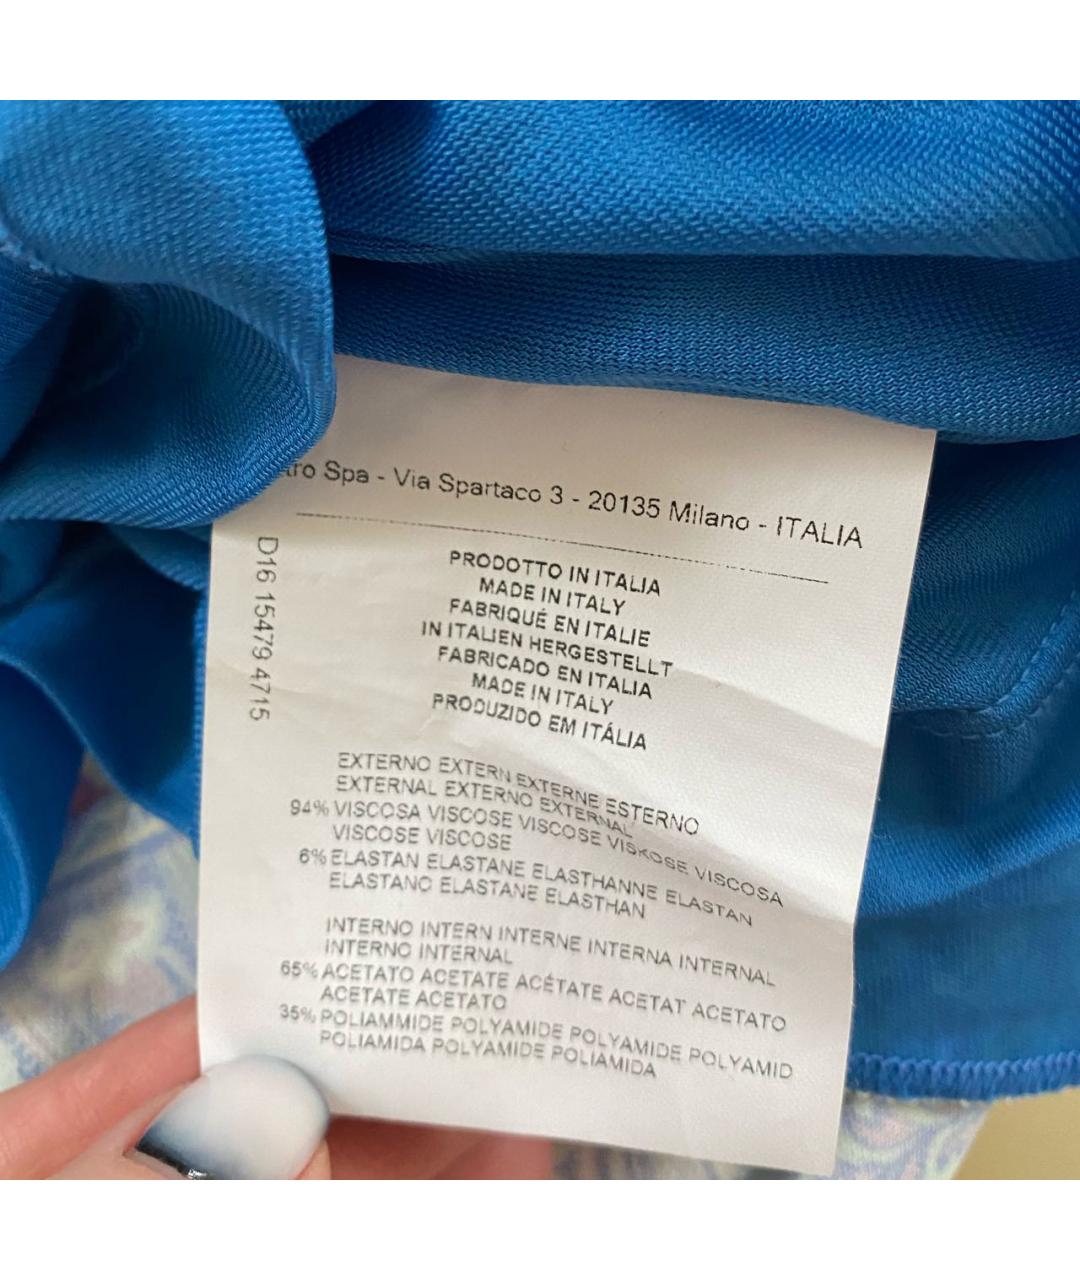 tro Spa - Via Spartaco 3 - 20135 Milano - ITALIA
D16 15479 4715
PRODOTTO IN ITALIA
MADE IN ITALY
FABRIQUÉ EN ITALIE
IN ITALIEN HERGESTELLT
FABRICADO EN ITALIA
MADE IN ITALY
PRODUZIDO EM ITÁLIA
EXTERNO EXTERN EXTERNE ESTERNO
EXTERNAL EXTERNO EXTERNAL
94% VISCOSA VISCOSE VISCOSE VISKOSE VISCOSA
VISCOSE VISCOSE
6% ELASTAN ELASTANE ELASTHANNE ELASTAN
ELASTANO ELASTANE ELASTHAN
INTERNO INTERN INTERNE INTERNA INTERNAL
INTERNO INTERNAL
65% ACETATO ACETATE ACÉTATE ACETAT ACETATO
ACETATE ACETATO
35% POLIAMMIDE POLYAMIDE POLYAMIDE POLYAMID
POLIAMIDA POLYAMIDE POLIAMIDA